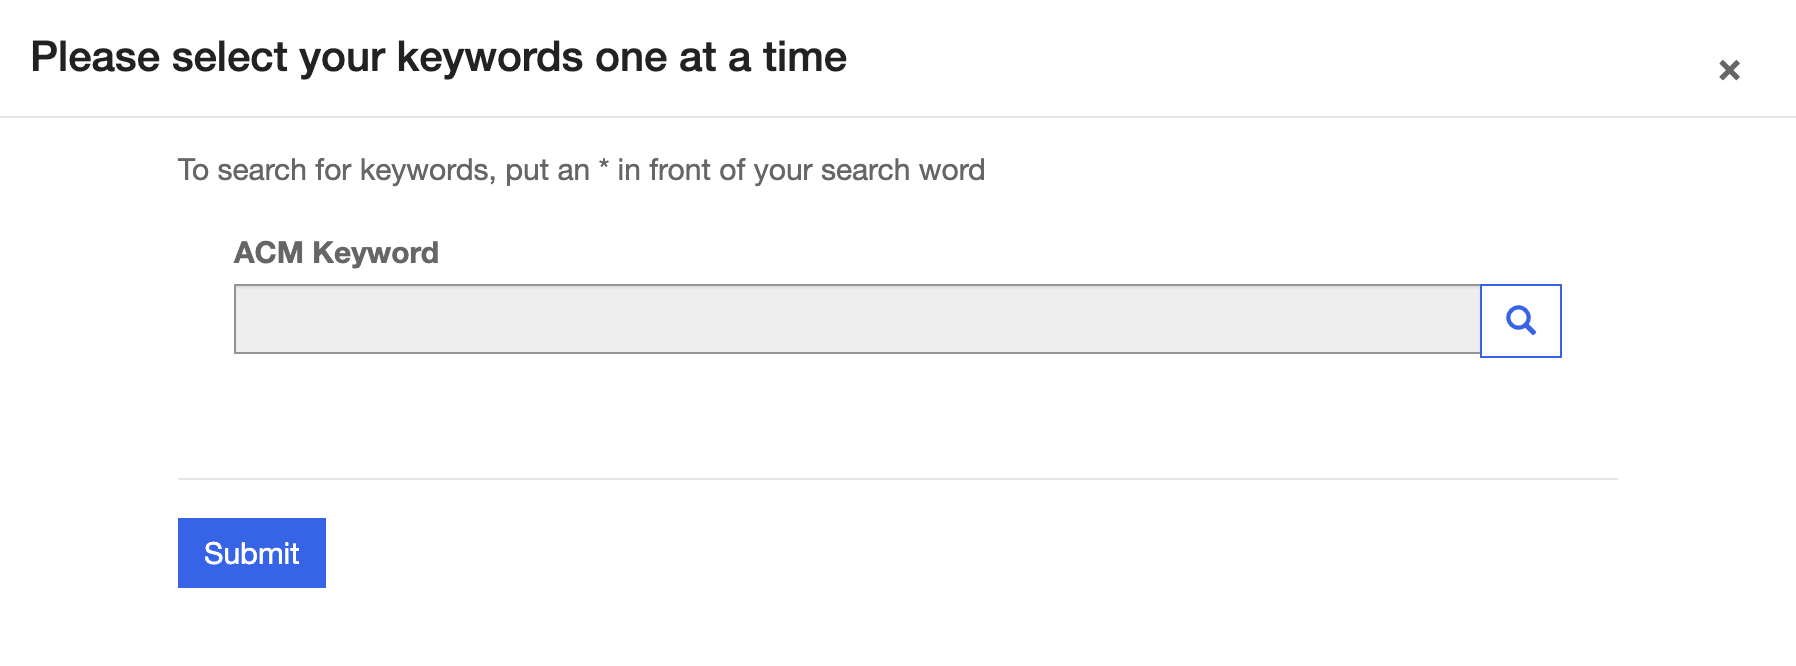 Please select your keywords one at a time
To search for keywords, put an * in front of your search word
ACM Keyword
Submit